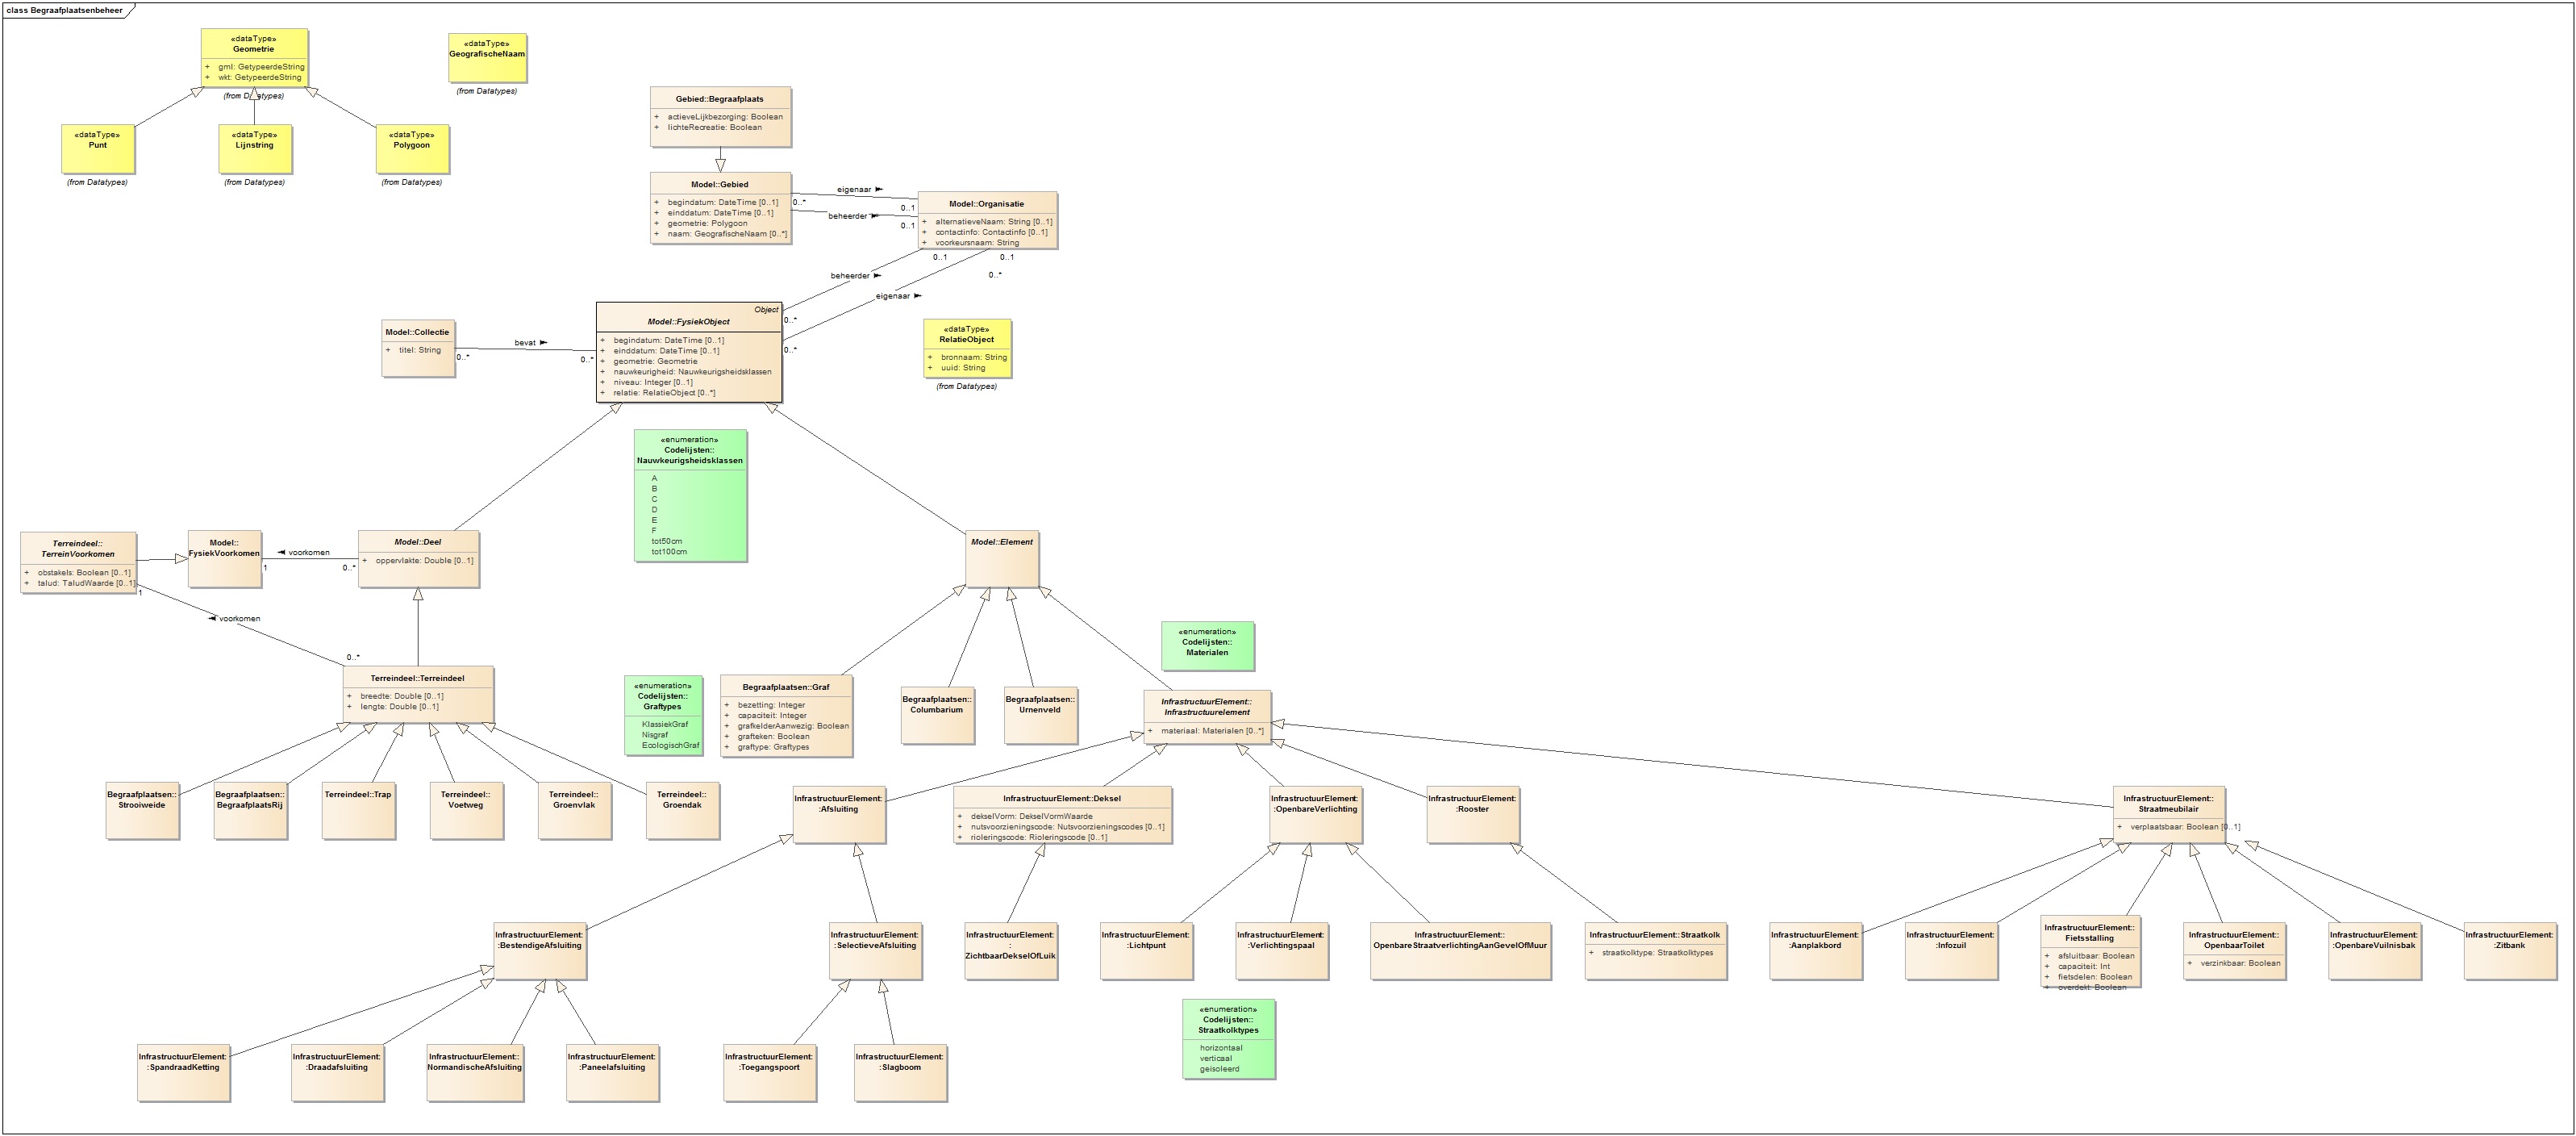 class Begraafplaatsenbeheer
«dataType»
Geometrie
+ gml: GetypeerdeString
+ wkt: GetypeerdeString
(from Datatypes)
«dataType»
GeografischeNaam
(from Datatypes)
«dataType»
Punt
(from Datatypes)
«dataType»
Lijnstring
(from Datatypes)
«dataType»
Polygoon
(from Datatypes)
Gebied::Begraafplaats
+ actieveLijkbezorging: Boolean
+ lichteRecreatie: Boolean
Model::Gebied
+ begindatum: DateTime [0..1]
+ einddatum: DateTime [0..1]
+ geometrie: Polygoon
+ naam: GeografischeNaam [0..*]
eigenaar
0..*
0..1
beheerder
0..1
Model::Organisatie
+ alternatieveNaam: String [0..1]
+ contactinfo: Contactinfo [0..1]
+ voorkeursnaam: String
0..1
0..1
0..*
beheerder
eigenaar
0..*
0..*
Model::Collectie
+ titel: String
bevat
0..*
0..*
Object
Model::FysiekObject
+ begindatum: DateTime [0..1]
+ einddatum: DateTime [0..1]
+ geometrie: Geometrie
+ nauwkeurigheid: Nauwkeurigsheidsklassen
+ niveau: Integer [0..1]
+ relatie: RelatieObject [0..*]
«dataType»
RelatieObject
+ bronnaam: String
+ uuid: String
(from Datatypes)
«enumeration»
Codelijsten::
Nauwkeurigsheidsklassen
A
B
C
D
E
F
tot50cm
tot100cm
Terreindeel::
TerreinVoorkomen
+ obstakels: Boolean [0..1]
+ talud: TaludWaarde [0..1]
1
Model::
FysiekVoorkomen
1
voorkomen
0..*
Model::Deel
+ oppervlakte: Double [0..1]
Model::Element
voorkomen
0..*
Terreindeel::Terreindeel
+ breedte: Double [0..1]
+ lengte: Double [0..1]
«enumeration»
Codelijsten::
Graftypes
KlassiekGraf
Nisgraf
EcologischGraf
Begraafplaatsen::Graf
+ bezetting: Integer
+ capaciteit: Integer
+ grafkelderAanwezig: Boolean
+ grafteken: Boolean
+ graftype: Graftypes
Begraafplaatsen::
Columbarium
Begraafplaatsen::
Urnenveld
«enumeration»
Codelijsten::
Materialen
InfrastructuurElement::
Infrastructuurelement
+ materiaal: Materialen [0..*]
Begraafplaatsen::
Strooiweide
Begraafplaatsen::
BegraafplaatsRij
Terreindeel::Trap
Terreindeel::
Voetweg
Terreindeel::
Groenvlak
Terreindeel::
Groendak
InfrastructuurElement:
:Afsluiting
InfrastructuurElement::Deksel
+ dekselVorm: DekselVormWaarde
+ nutsvoorzieningscode: Nutsvoorzieningscodes [0..1]
+ rioleringscode: Rioleringscode [0..1]
InfrastructuurElement:
:OpenbareVerlichting
InfrastructuurElement:
:Rooster
InfrastructuurElement::
Straatmeubilair
+ verplaatsbaar: Boolean [0..1]
InfrastructuurElement:
:BestendigeAfsluiting
InfrastructuurElement:
:SelectieveAfsluiting
InfrastructuurElement:
:
ZichtbaarDekselOfLuik
InfrastructuurElement:
:Lichtpunt
InfrastructuurElement:
:Verlichtingspaal
InfrastructuurElement::
OpenbareStraatverlichtingAanGevelOfMuur
InfrastructuurElement::Straatkolk
+ straatkolktype: Straatkolktypes
InfrastructuurElement:
:Aanplakbord
InfrastructuurElement:
:Infozuil
InfrastructuurElement::
Fietsstalling
+ afsluitbaar: Boolean
+ capaciteit: Int
+ fietsdelen: Boolean
+ overdekt: Boolean
InfrastructuurElement::
OpenbaarToilet
+ verzinkbaar: Boolean
InfrastructuurElement:
:OpenbareVuilnisbak
InfrastructuurElement:
:Zitbank
«enumeration»
Codelijsten::
Straatkolktypes
horizontaal
verticaal
geisoleerd
InfrastructuurElement:
:SpandraadKetting
InfrastructuurElement:
:Draadafsluiting
InfrastructuurElement::
NormandischeAfsluiting
InfrastructuurElement:
:Paneelafsluiting
InfrastructuurElement:
:Toegangspoort
InfrastructuurElement:
:Slagboom